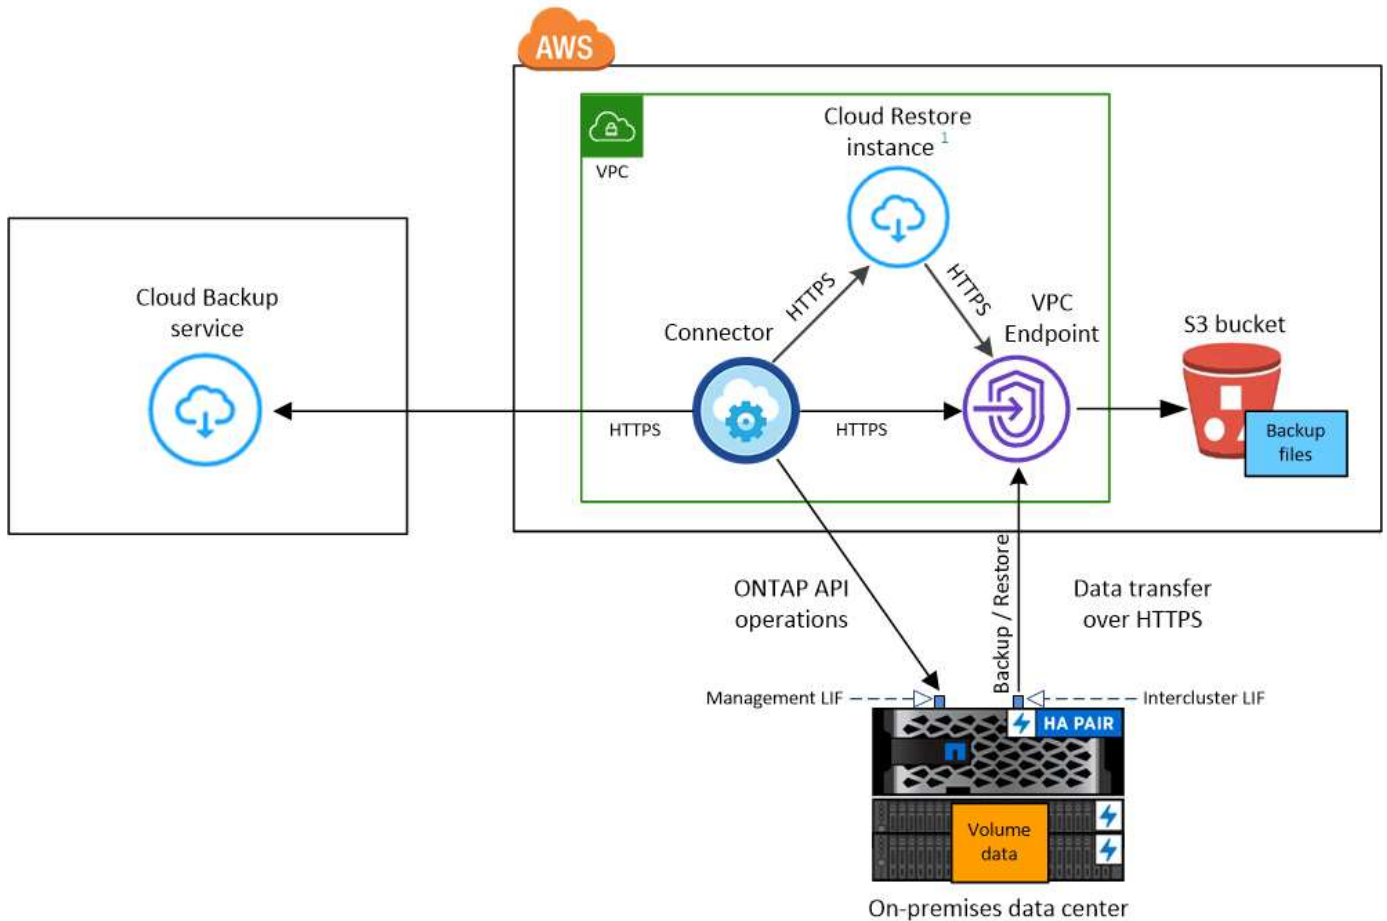 AWS
VPC
Cloud Restore
instance 1
HTTPS
HTTPS
Cloud Backup
service
Connector
VPC
Endpoint
S3 bucket
HTTPS
HTTPS
Backup
files
ONTAP API
operations
Backup / Restore
Data transfer
over HTTPS
Management LIF
Intercluster LIF
HA PAIR
Volume
data
On-premises data center